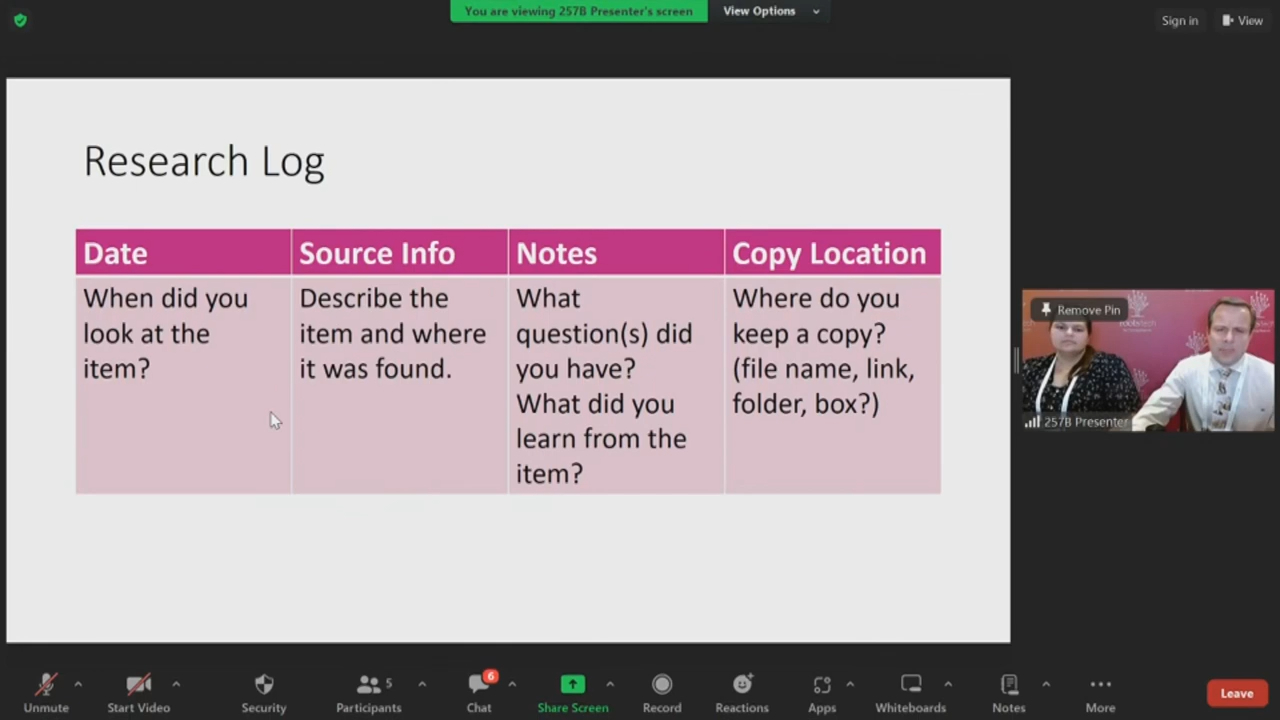 You are viewing 257B Presenter's screen
View Options
Sign in
View
Research Log
Date
Source Info
Notes
Copy Location
When did you
look at the
item?
Describe the
item and where
it was found.
What
question(s) did
you have?
What did you
learn from the
item?
Where do you
keep a copy?
(file name, link,
folder, box?)
Remove Pin
rootstech
257B Presenter
Unmute
Start Video
Security
5
Participants
6
Chat
Share Screen
Record
Reactions
Apps
Whiteboards
Notes
More
Leave